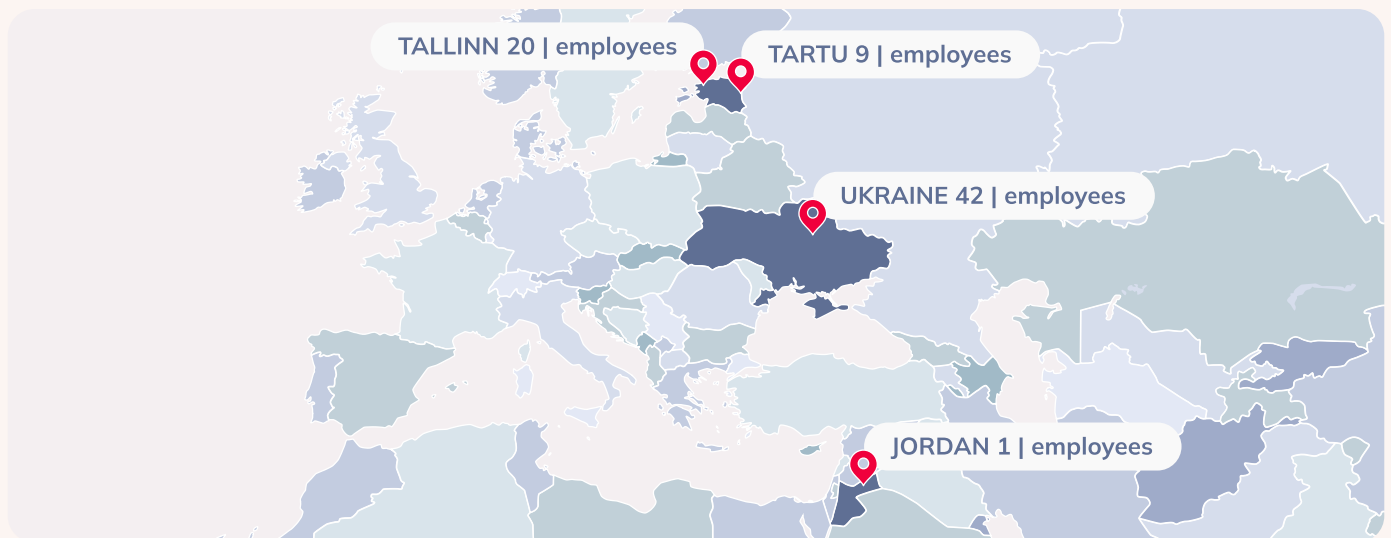 TALLINN 20 | employees
TARTU 9 | employees
UKRAINE 42 | employees
JORDAN 1 | employees